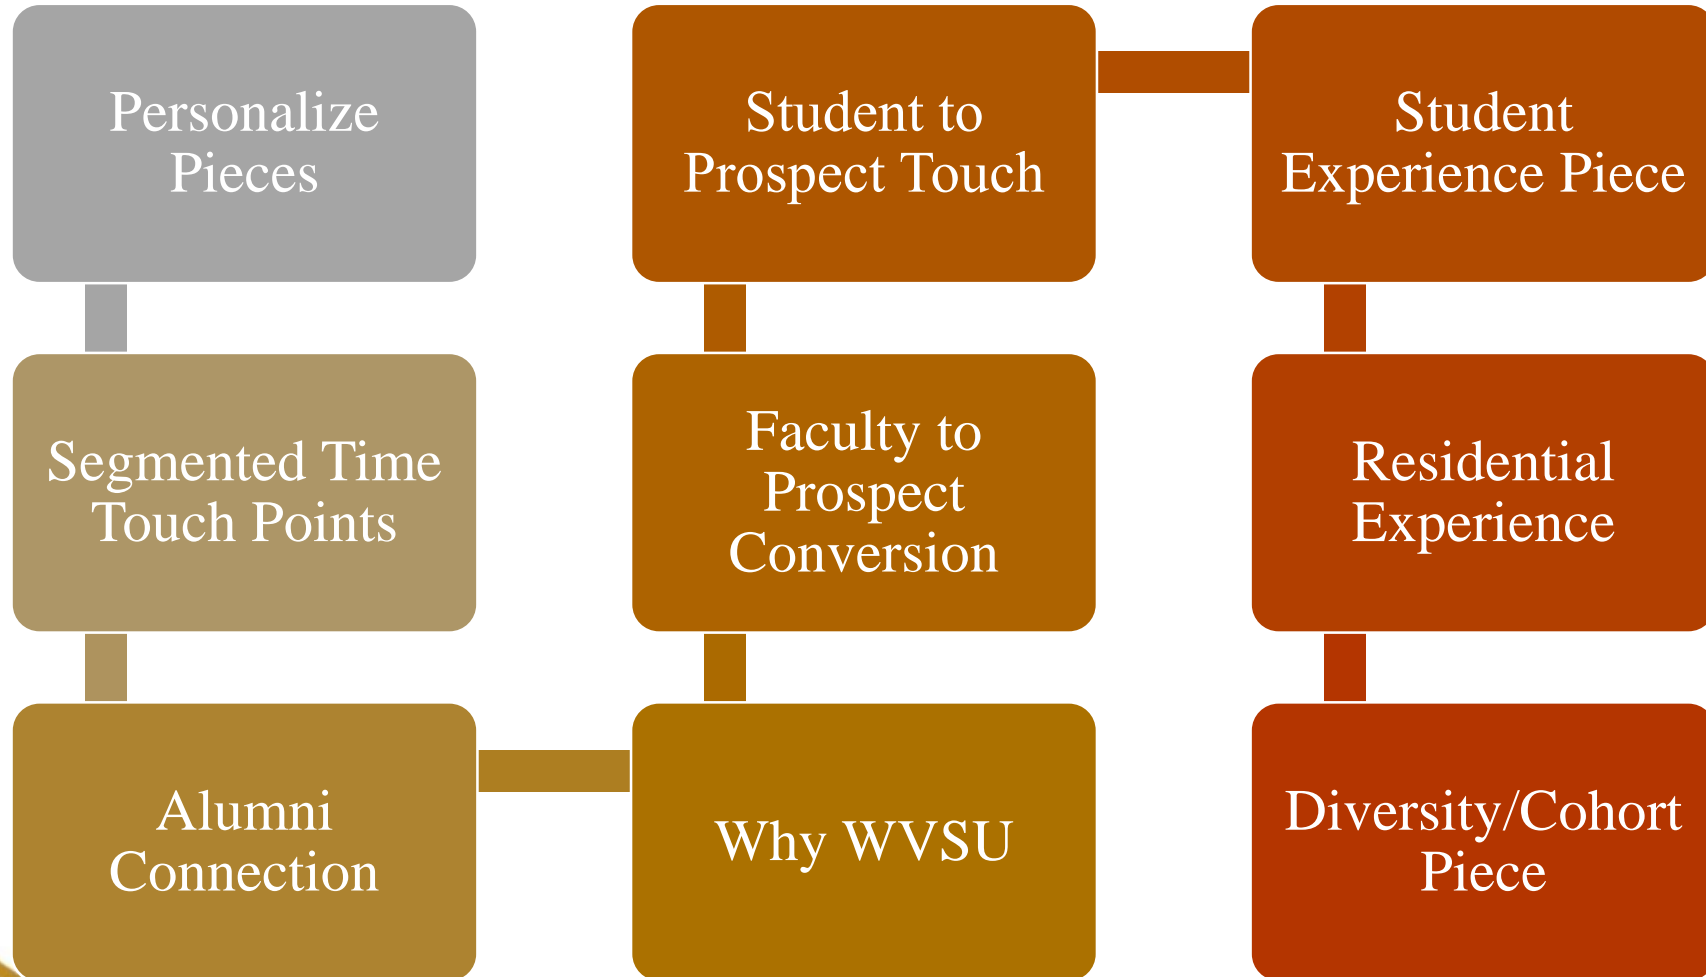 Personalize
Pieces
Segmented Time
Touch Points
Alumni
Connection
Why WVSU
Faculty to
Prospect
Conversion
Student to
Prospect Touch
Student
Experience Piece
Residential
Experience
Diversity/Cohort
Piece